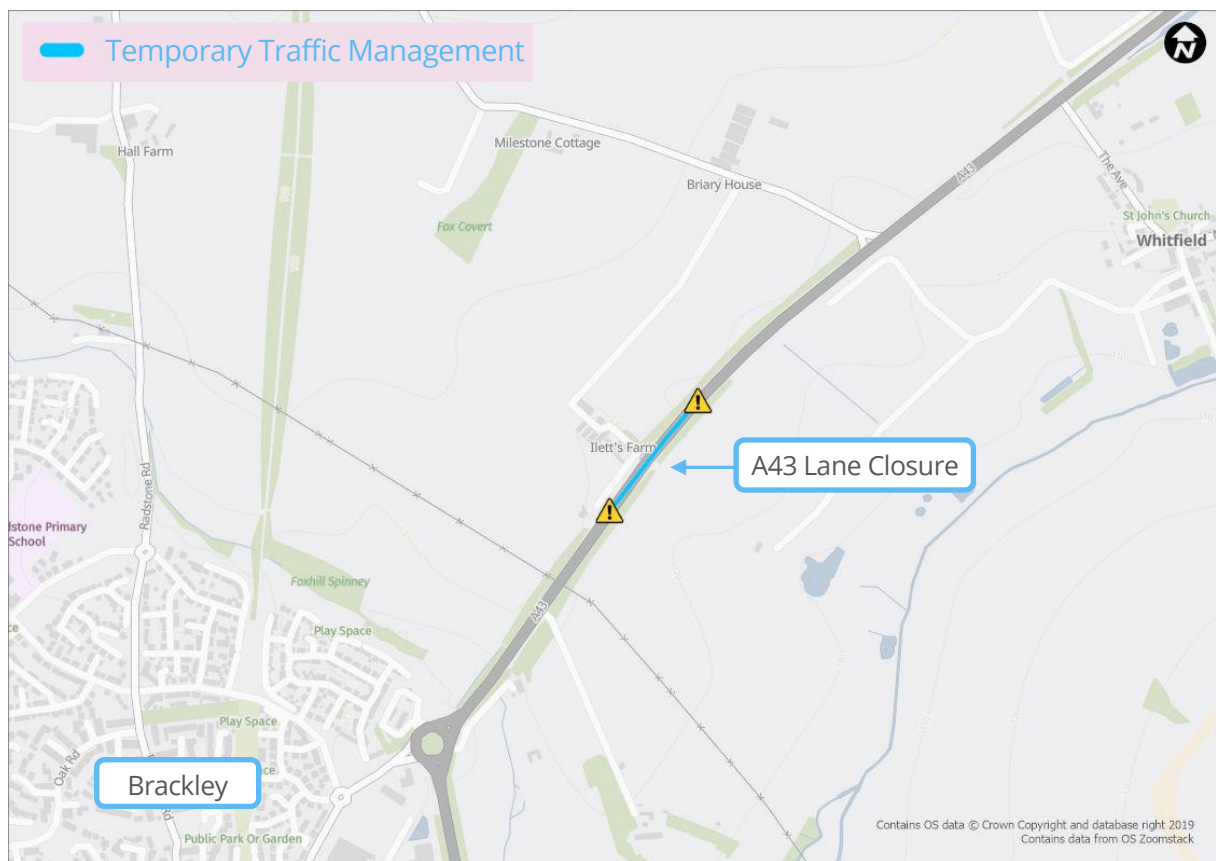 Temporary Traffic Management
N
Hall Farm
Milestone Cottage
Briary House
A43
The Ave
St John's Church
Whitfield
Fox Covert
Ilett's Farm
A43 Lane Closure
Radstone Rd
dstone Primary
School
Foxhill Spinney
A43
Play Space
Play Space
Oak Rd
Brackley
Public Park Or Garden
Contains OS data © Crown Copyright and database right 2019
Contains data from OS Zoomstack